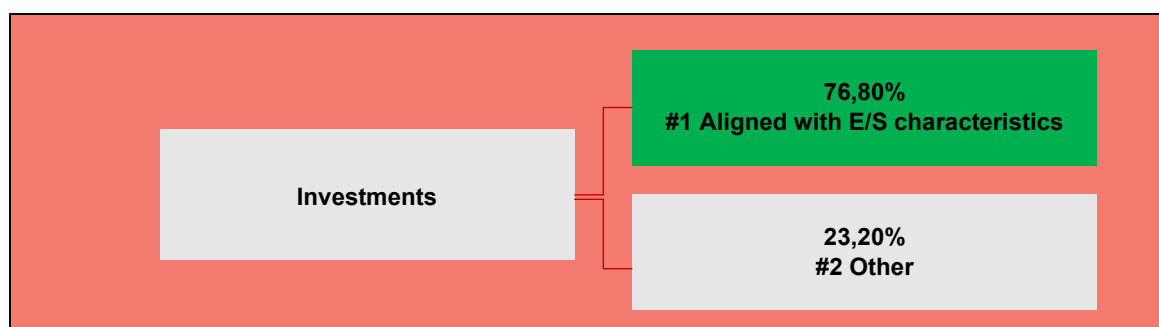 76,80%
#1 Aligned with E/S characteristics
Investments
23,20%
#2 Other